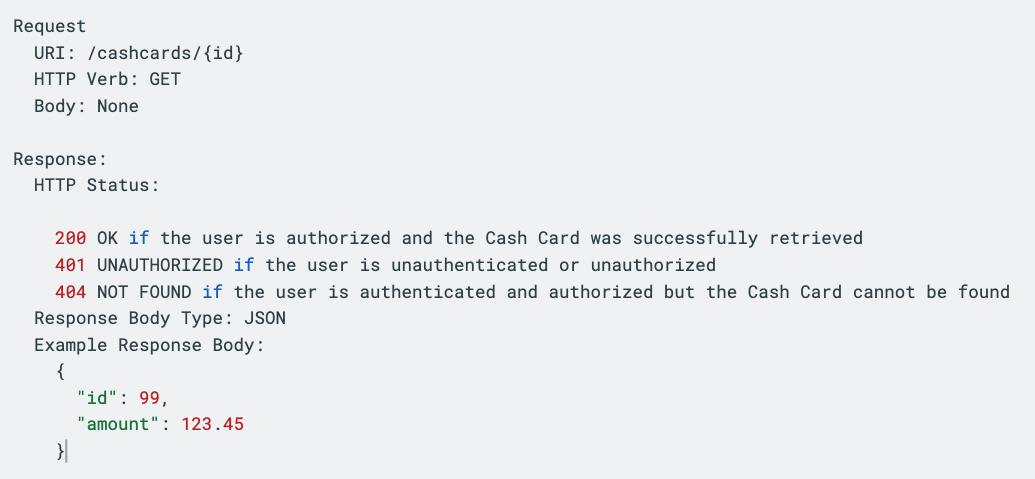 Request
URI: /cashcards/{id}
HTTP Verb: GET
Body: None
Response:
HTTP Status:
200 OK if the user is authorized and the Cash Card was successfully retrieved
401 UNAUTHORIZED if the user is unauthenticated or unauthorized
404 NOT FOUND if the user is authenticated and authorized but the Cash Card cannot be found
Response Body Type: JSON
Example Response Body:
{
"id": 99,
"amount": 123.45
}